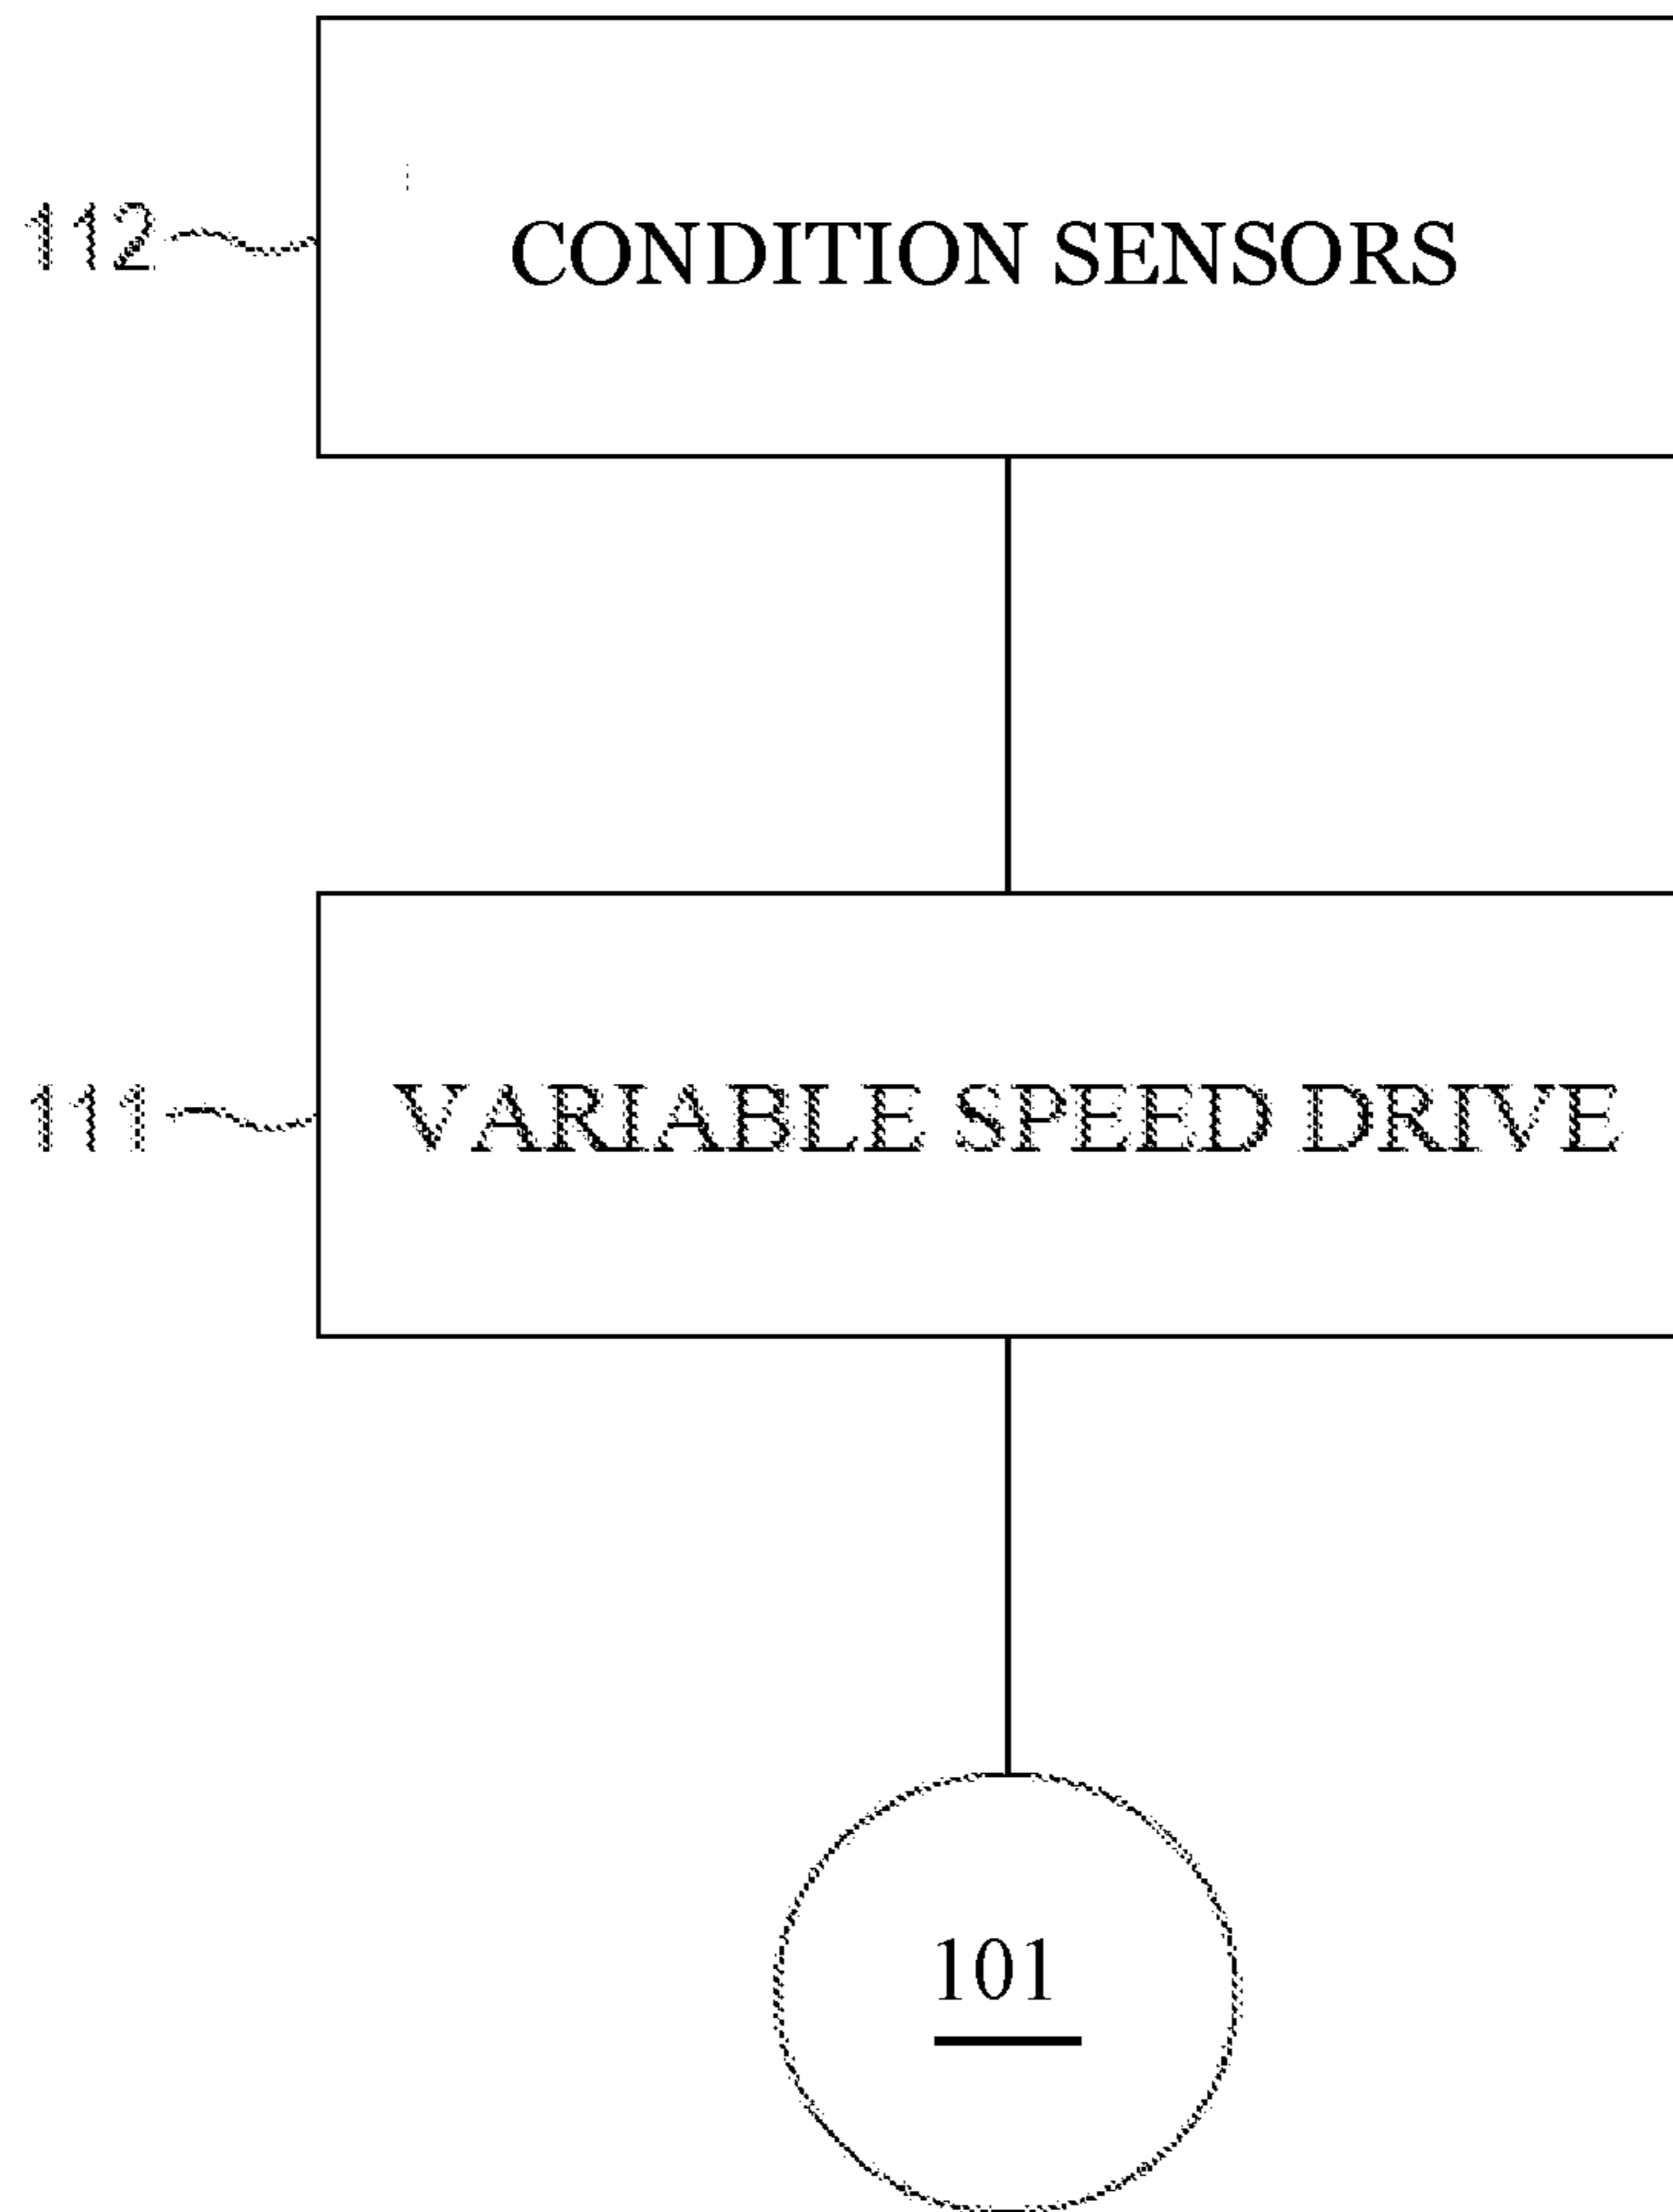 112
CONDITION SENSORS
111
VARIABLE SPEED DRIVE
101